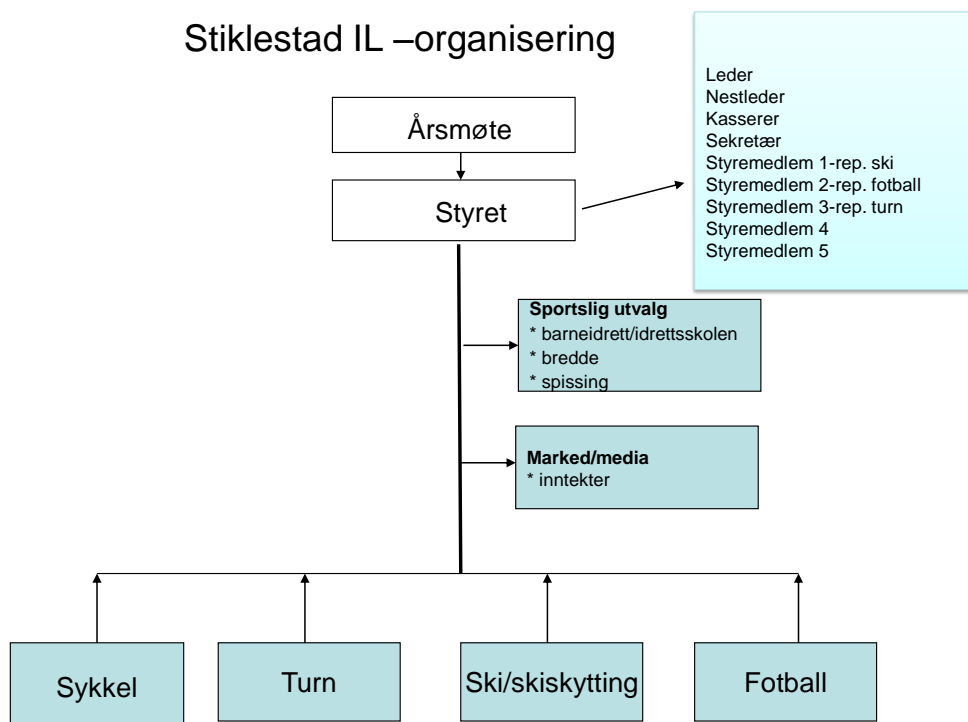 Stiklestad IL –organisering
Leder
Nestleder
Kasserer
Sekretær
Styremedlem 1-rep. ski
Styremedlem 2-rep. fotball
Styremedlem 3-rep. turn
Styremedlem 4
Styremedlem 5
Årsmøte
Styret
Sportslig utvalg
* barneidrett/idrettsskolen
* bredde
* spissing
Marked/media
* inntekter
Sykkel
Turn
Ski/skiskytting
Fotball